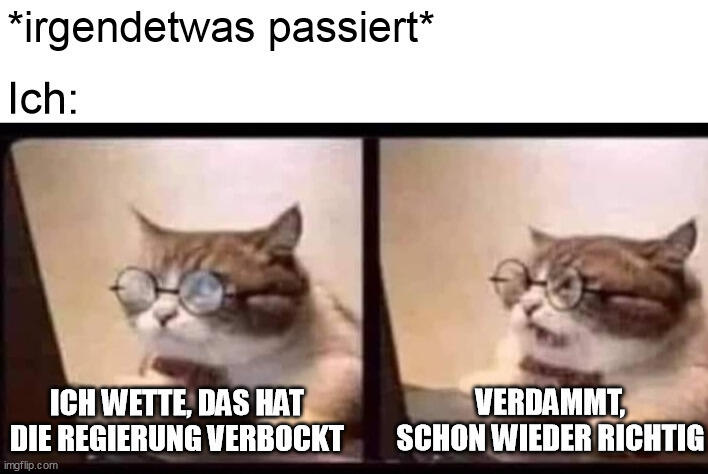 *irgendetwas passiert*
Ich:
ICH WETTE, DAS HAT
DIE REGIERUNG VERBOCKT
VERDAMMT,
SCHON WIEDER RICHTIG
imgflip.com